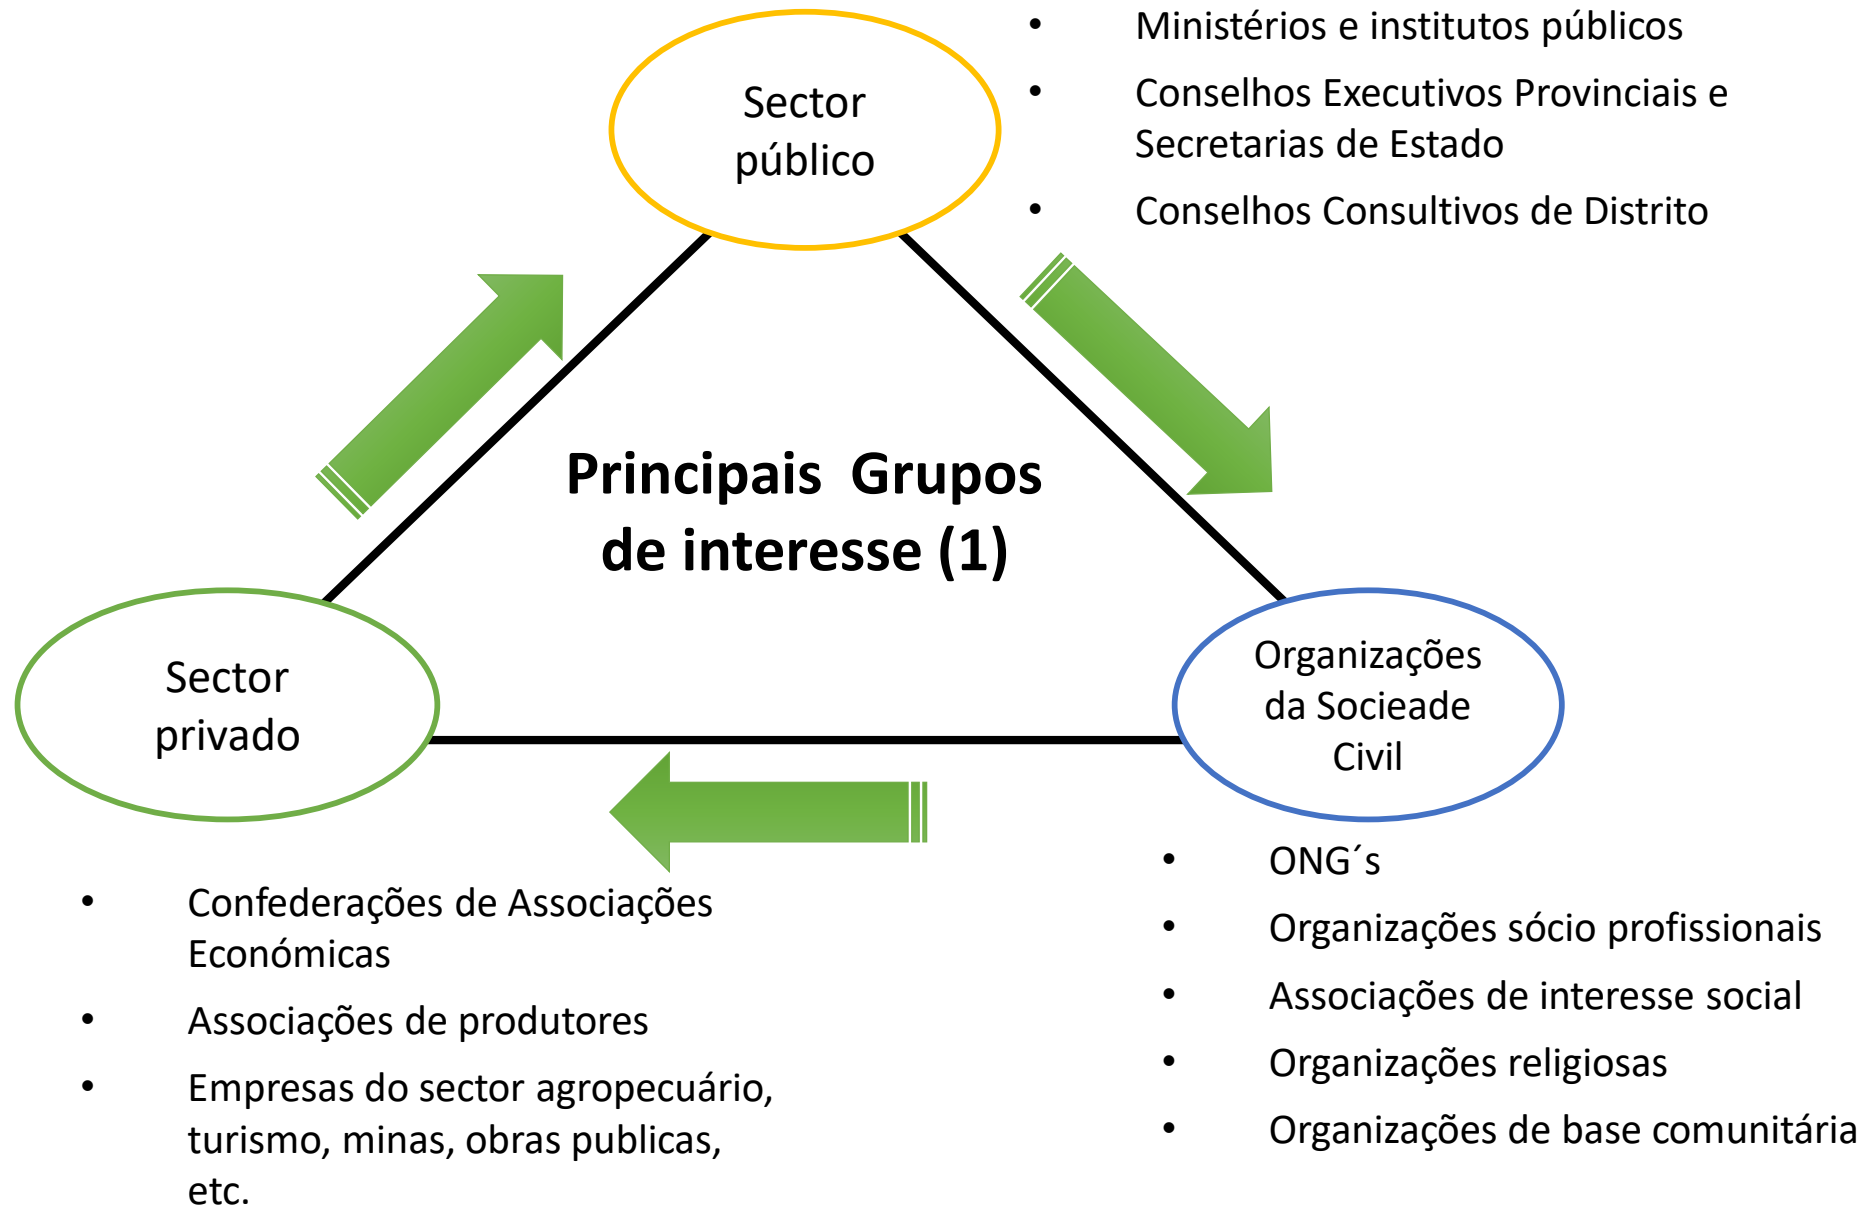 Sector
público
• Ministérios e institutos públicos
• Conselhos Executivos Provinciais e
Secretarias de Estado
• Conselhos Consultivos de Distrito
Principais Grupos
de interesse (1)
Sector
privado
Organizações
da Socieade
Civil
• Confederações de Associações
Económicas
• Associações de produtores
• Empresas do sector agropecuário,
turismo, minas, obras publicas,
etc.
• ONG´s
• Organizações sócio profissionais
• Associações de interesse social
• Organizações religiosas
• Organizações de base comunitária